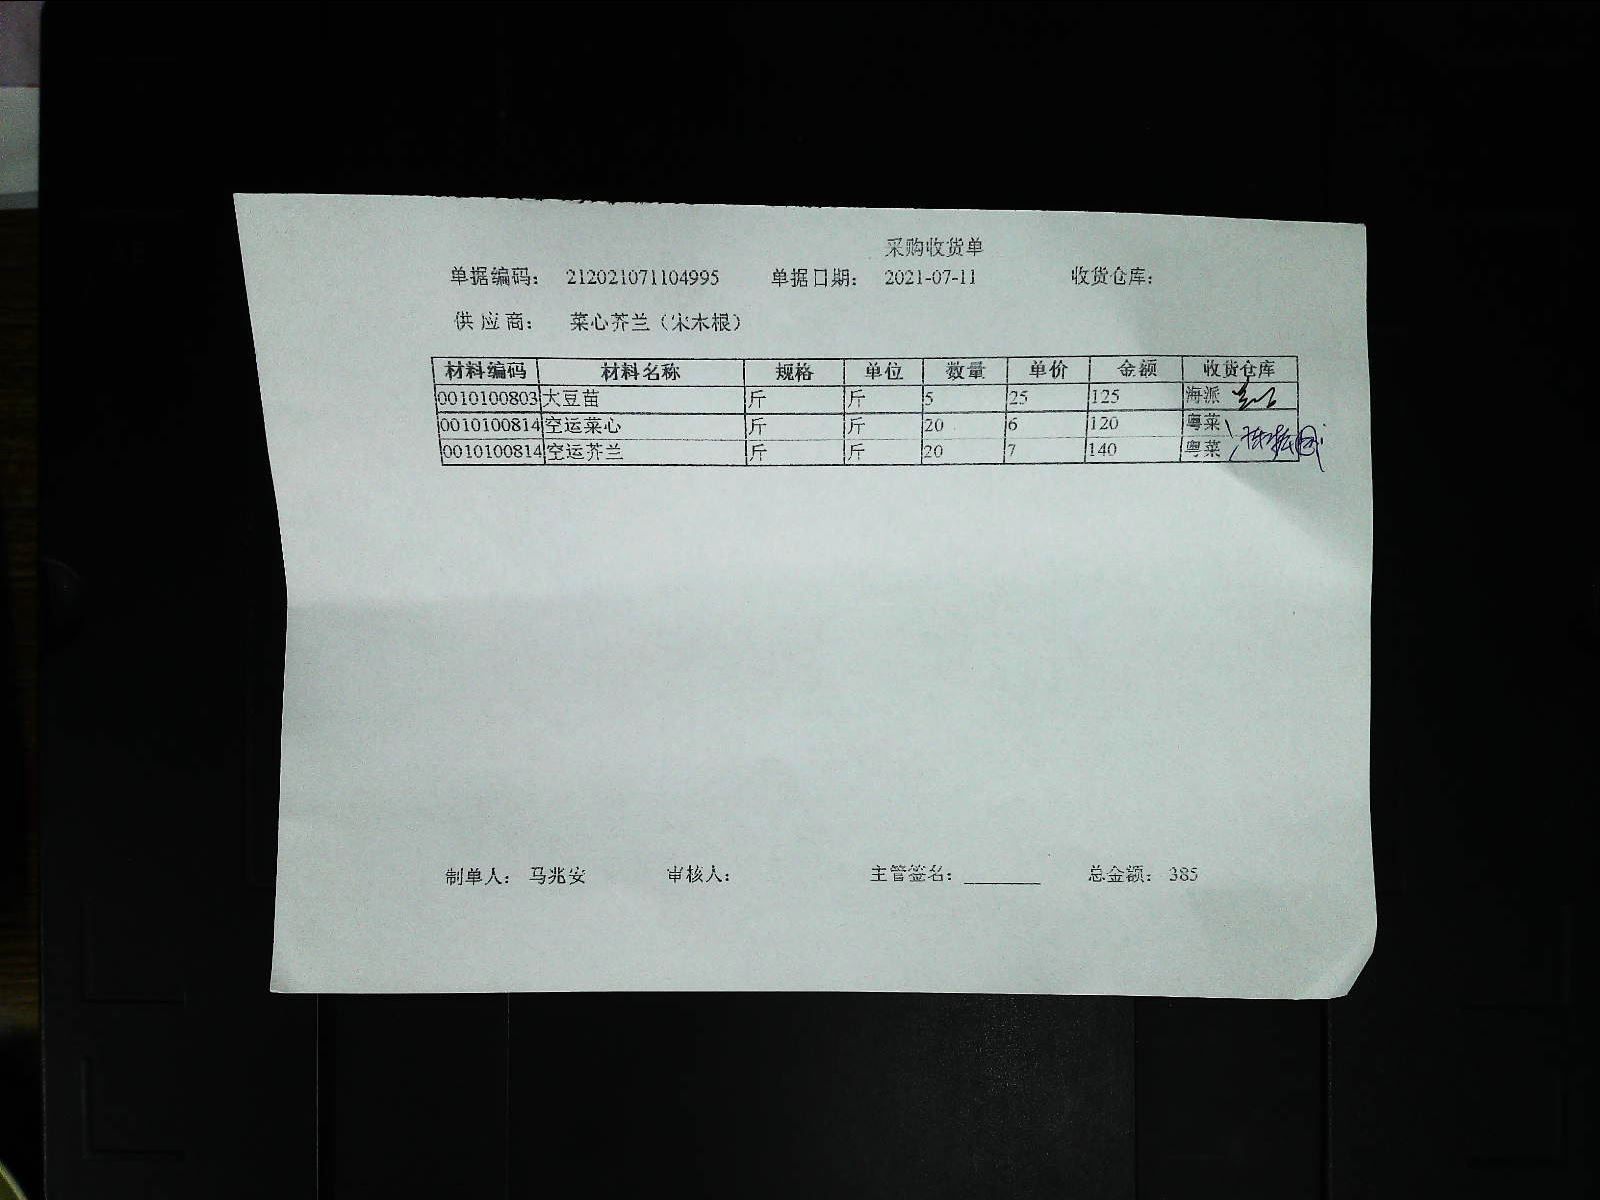 采购收货单
单据编码： 212021071104995 单据日期： 2021-07-11 收货仓库：
供应商： 菜心芥兰（宋木根）
材料编码 材料名称 规格 单位 数量 单价 金额 收货仓库
0010100803 大豆苗 斤 斤 5 25 125 海派
0010100814 空运菜心 斤 斤 20 6 120 粤菜
0010100814 空运芥兰 斤 斤 20 7 140 粤菜
制单人： 马兆安 审核人： 主管签名：________ 总金额： 385